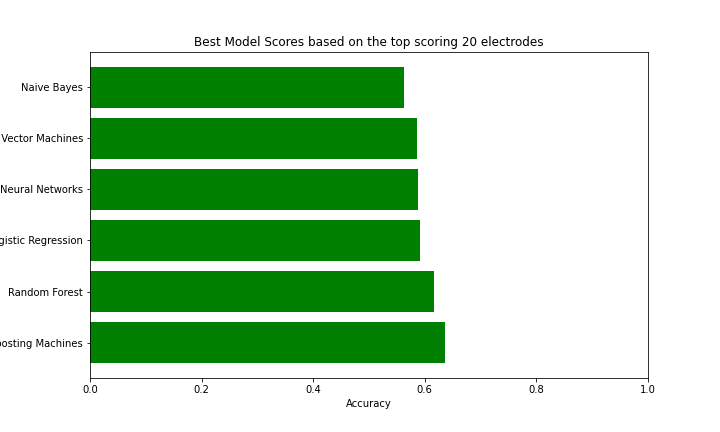 Best Model Scores based on the top scoring 20 electrodes
Naive Bayes
Vector Machines
Neural Networks
gistic Regression
Random Forest
osting Machines
0.0 0.2 0.4 0.6 0.8 1.0
Accuracy